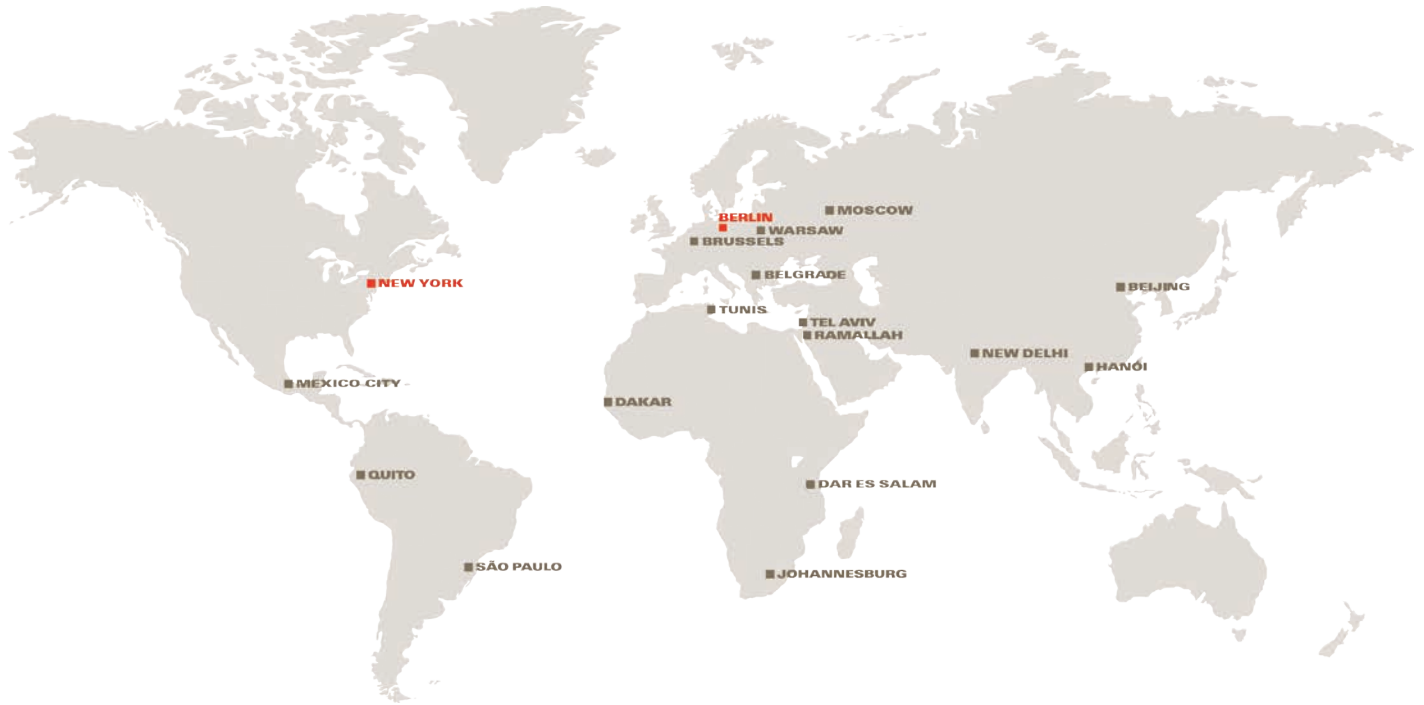 MOSCOW
BERLIN
WARSAW
BRUSSELS
BELGRADE
NEW YORK
BEIJING
TUNIS
TEL AVIV
RAMALLAH
NEW DELHI
HANOI
MEXICO CITY
DAKAR
QUITO
DAR ES SALAM
SÃO PAULO
JOHANNESBURG